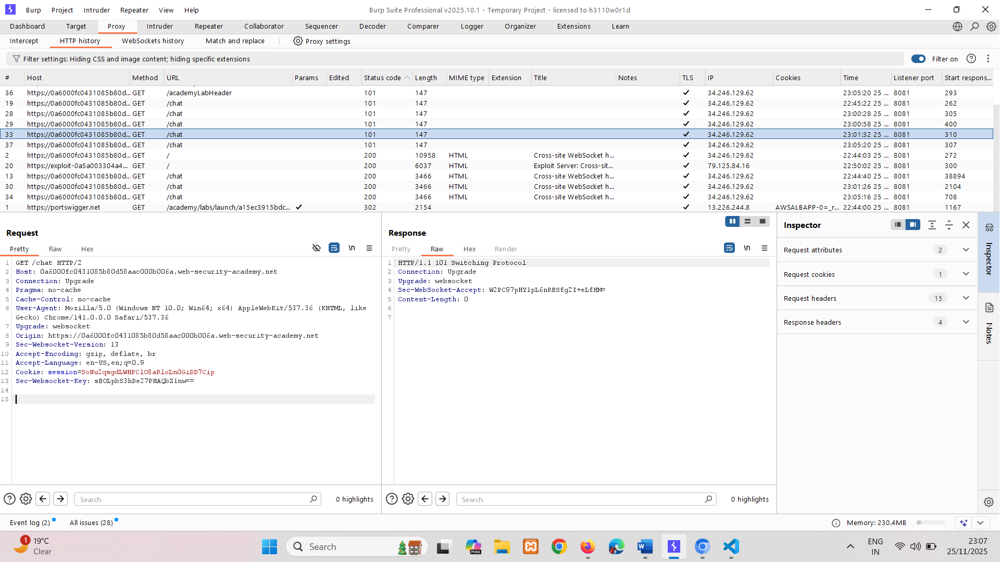 Burp Project Intruder Repeater View Help Burp Suite Professional v2025.10.1 - Temporary Project - licensed to h3110w0r1d
Dashboard Target Proxy Intruder Repeater Collaborator Sequencer Decoder Comparer Logger Organizer Extensions Learn
Intercept HTTP history WebSockets history Match and replace Proxy settings
Filter settings: Hiding CSS and image content; hiding specific extensions Filter on
# Host Method URL Params Edited Status code Length MIME type Extension Title Notes TLS IP Cookies Time Listener port Start respons...
36 https://0a6000fc0431085b80d... GET /academyLabHeader 101 147 ✓ 34.246.129.62 23:05:20 25 ... 8081 293
19 https://0a6000fc0431085b80d... GET /chat 101 147 ✓ 34.246.129.62 22:45:22 25 ... 8081 262
28 https://0a6000fc0431085b80d... GET /chat 101 147 ✓ 34.246.129.62 23:00:28 25 ... 8081 305
29 https://0a6000fc0431085b80d... GET /chat 101 147 ✓ 34.246.129.62 23:00:58 25 ... 8081 400
33 https://0a6000fc0431085b80d... GET /chat 101 147 ✓ 34.246.129.62 23:01:32 25 ... 8081 310
37 https://0a6000fc0431085b80d... GET /chat 101 147 ✓ 34.246.129.62 23:05:20 25 ... 8081 307
2 https://0a6000fc0431085b80d... GET / 200 10958 HTML Cross-site WebSocket h... ✓ 34.246.129.62 22:44:03 25 ... 8081 272
20 https://exploit-0a5a003304a4... GET / 200 6037 HTML Exploit Server: Cross-sit... ✓ 79.125.84.16 22:50:02 25 ... 8081 300
13 https://0a6000fc0431085b80d... GET /chat 200 3466 HTML Cross-site WebSocket h... ✓ 34.246.129.62 22:44:40 25 ... 8081 38894
30 https://0a6000fc0431085b80d... GET /chat 200 3466 HTML Cross-site WebSocket h... ✓ 34.246.129.62 23:01:26 25 ... 8081 2104
34 https://0a6000fc0431085b80d... GET /chat 200 3466 HTML Cross-site WebSocket h... ✓ 34.246.129.62 23:05:16 25 ... 8081 708
1 https://portswigger.net GET /academy/labs/launch/a15ec3915bdc... ✓ 302 2154 ✓ 13.226.244.8 AWSALBAPP-0=_r... 22:44:00 25 ... 8081 1167
Request
Pretty Raw Hex \n
1 GET /chat HTTP/2
2 Host: 0a6000fc0431085b80d58aac000b006a.web-security-academy.net
3 Connection: Upgrade
4 Pragma: no-cache
5 Cache-Control: no-cache
6 User-Agent: Mozilla/5.0 (Windows NT 10.0; Win64; x64) AppleWebKit/537.36 (KHTML, like
Gecko) Chrome/141.0.0.0 Safari/537.36
7 Upgrade: websocket
8 Origin: https://0a6000fc0431085b80d58aac000b006a.web-security-academy.net
9 Sec-Websocket-Version: 13
10 Accept-Encoding: gzip, deflate, br
11 Accept-Language: en-US,en;q=0.9
12 Cookie: session=SoNu2qsgdLWHPClO8aRloLnOGiDD7Cip
13 Sec-Websocket-Key: sBOLpbS3hDe27PHAQbZlnw==
14
15
Search 0 highlights
Response
Pretty Raw Hex Render \n
1 HTTP/1.1 101 Switching Protocol
2 Connection: Upgrade
3 Upgrade: websocket
4 Sec-WebSocket-Accept: W2PC97pHYlpL6nRBSfg2I+eLfHM=
5 Content-Length: 0
6
7
Search 0 highlights
Inspector
Request attributes 2
Request cookies 1
Request headers 15
Response headers 4
Inspector
Notes
Event log (2) All issues (28) Memory: 230.4MB
1 19°C
Clear
Search
M365
ENG
IN
23:07
25/11/2025